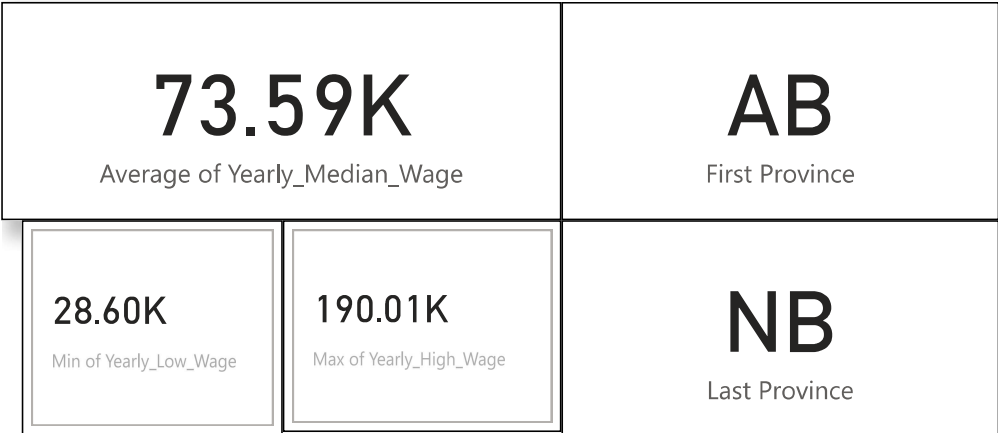 73.59K
Average of Yearly_Median_Wage
AB
First Province
28.60K
Min of Yearly_Low_Wage
190.01K
Max of Yearly_High_Wage
NB
Last Province